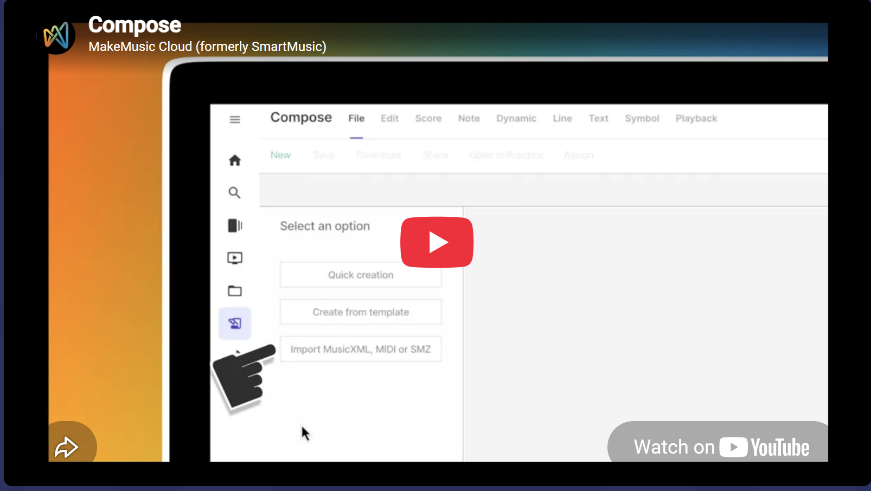 Compose
MakeMusic Cloud (formerly SmartMusic)
Compose File Edit Score Note Dynamic Line Text Symbol Playback
New Save Download Share Open in Practice Assign
Select an option
Quick creation
Create from template
Import MusicXML, MIDI or SMZ
Watch on YouTube